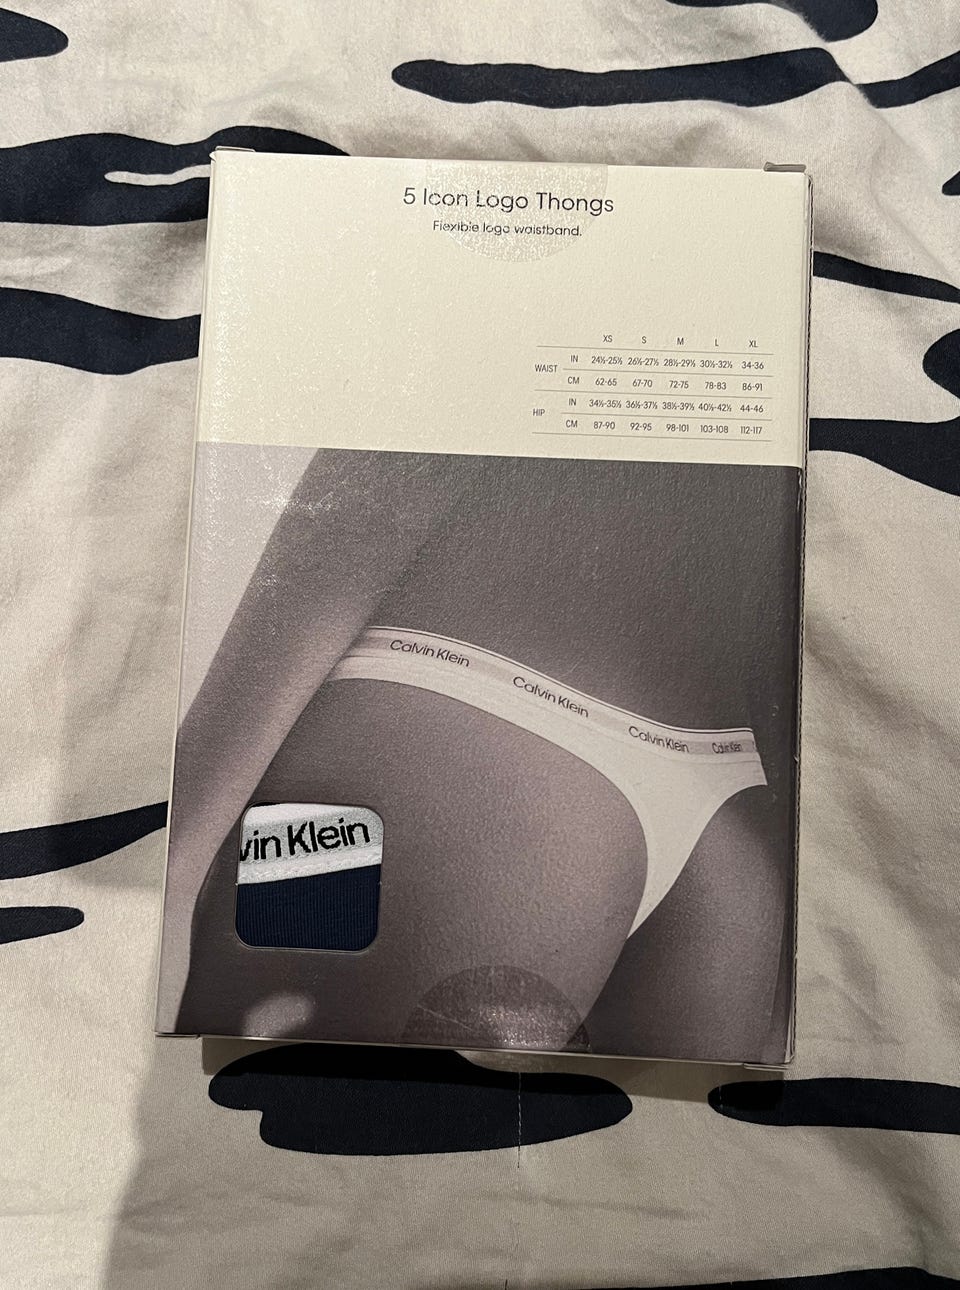 5 Icon Logo Thongs
Flexible logo waistband.
XS S M L XL
WAIST IN 24½-25½ 26½-27½ 28½-29½ 30½-32½ 34-36
CM 62-65 67-70 72-75 78-83 86-91
HIP IN 34½-35½ 36½-37½ 38½-39½ 40½-42½ 44-46
CM 87-90 92-95 98-101 103-108 112-117
Calvin Klein
Calvin Klein
Calvin Klein
Calvin Klein
vin Klein